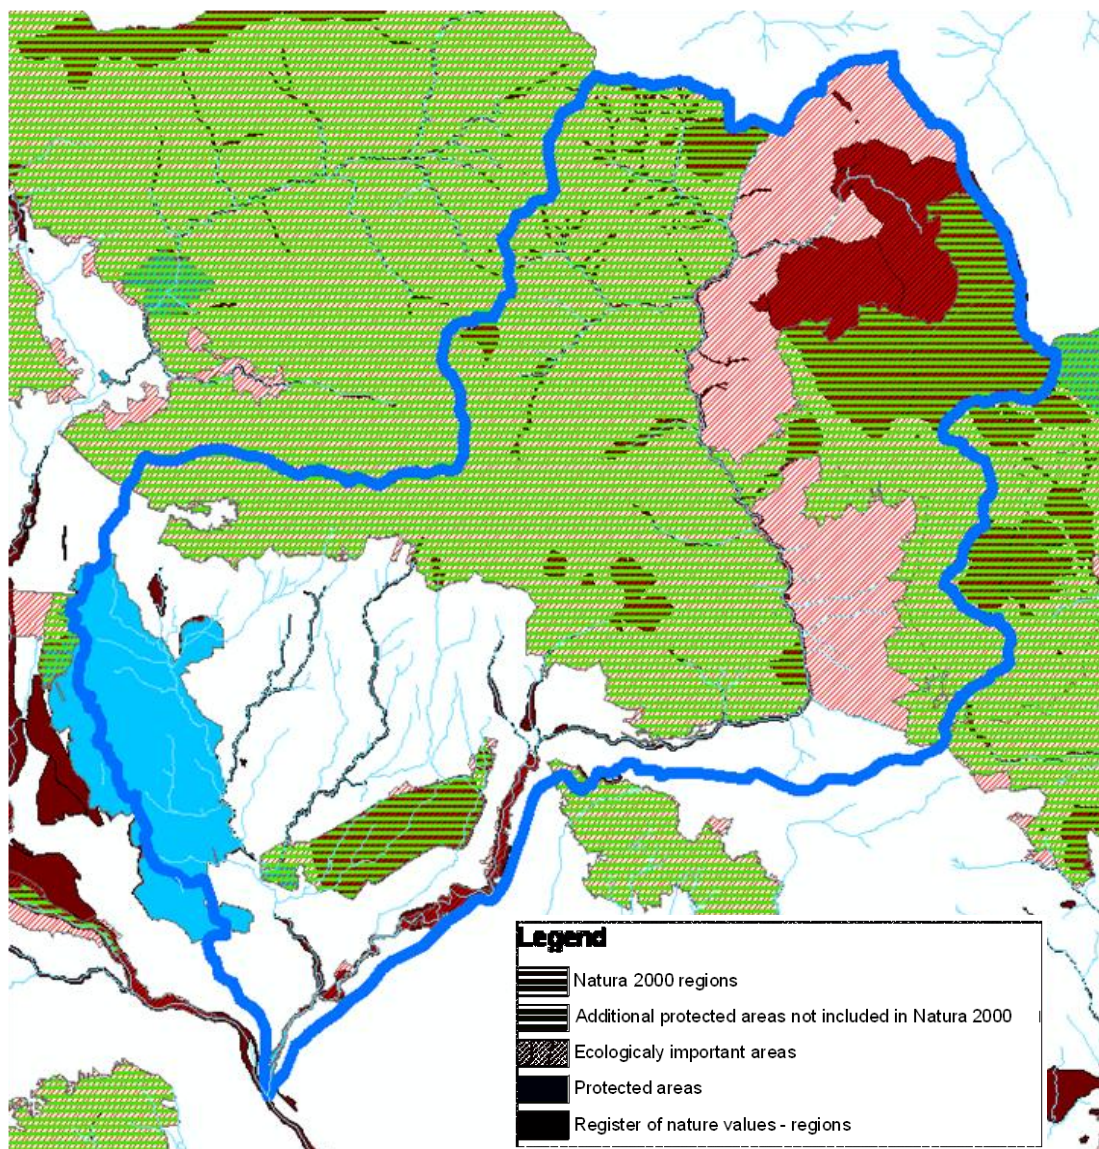 Legend
Natura 2000 regions
Additional protected areas not included in Natura 2000
Ecologicaly important areas
Protected areas
Register of nature values - regions